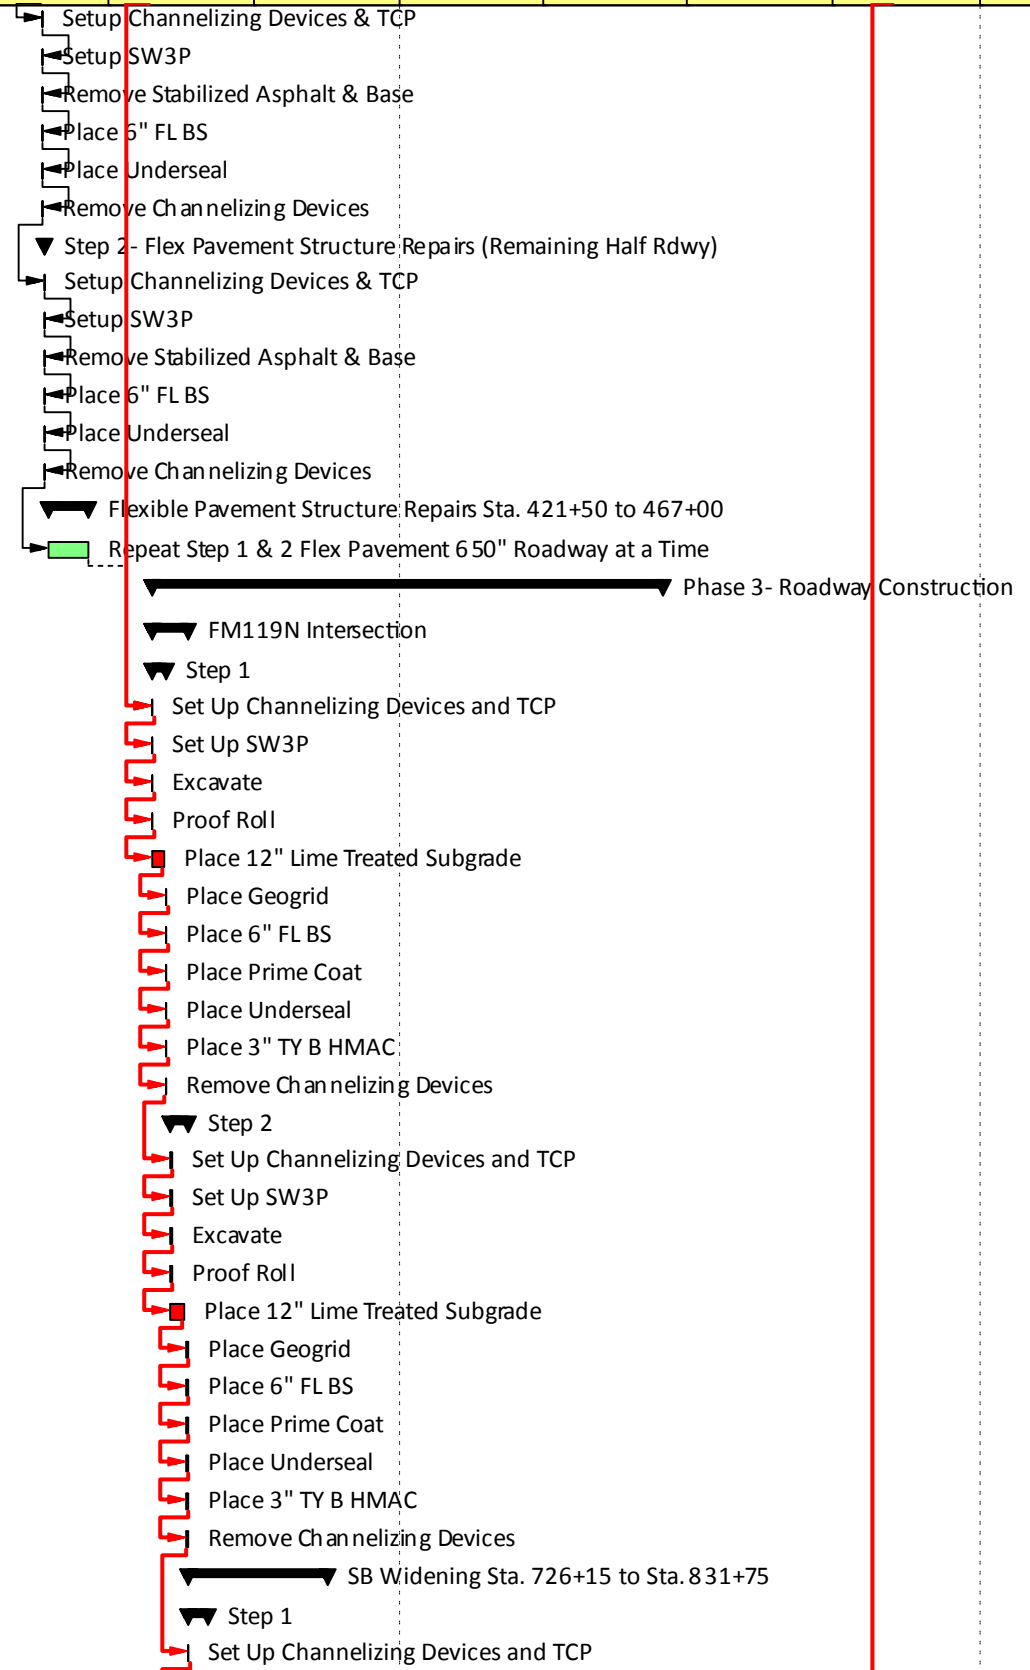 Setup Channelizing Devices & TCP
Setup SW3P
Remove Stabilized Asphalt & Base
Place 6" FL BS
Place Underseal
Remove Channelizing Devices
Step 2- Flex Pavement Structure Repairs (Remaining Half Rdwy)
Setup Channelizing Devices & TCP
Setup SW3P
Remove Stabilized Asphalt & Base
Place 6" FL BS
Place Underseal
Remove Channelizing Devices
Flexible Pavement Structure Repairs Sta. 421+50 to 467+00
Repeat Step 1 & 2 Flex Pavement 650" Roadway at a Time
Phase 3- Roadway Construction
FM119N Intersection
Step 1
Set Up Channelizing Devices and TCP
Set Up SW3P
Excavate
Proof Roll
Place 12" Lime Treated Subgrade
Place Geogrid
Place 6" FL BS
Place Prime Coat
Place Underseal
Place 3" TY B HMAC
Remove Channelizing Devices
Step 2
Set Up Channelizing Devices and TCP
Set Up SW3P
Excavate
Proof Roll
Place 12" Lime Treated Subgrade
Place Geogrid
Place 6" FL BS
Place Prime Coat
Place Underseal
Place 3" TY B HMAC
Remove Channelizing Devices
SB Widening Sta. 726+15 to Sta. 831+75
Step 1
Set Up Channelizing Devices and TCP